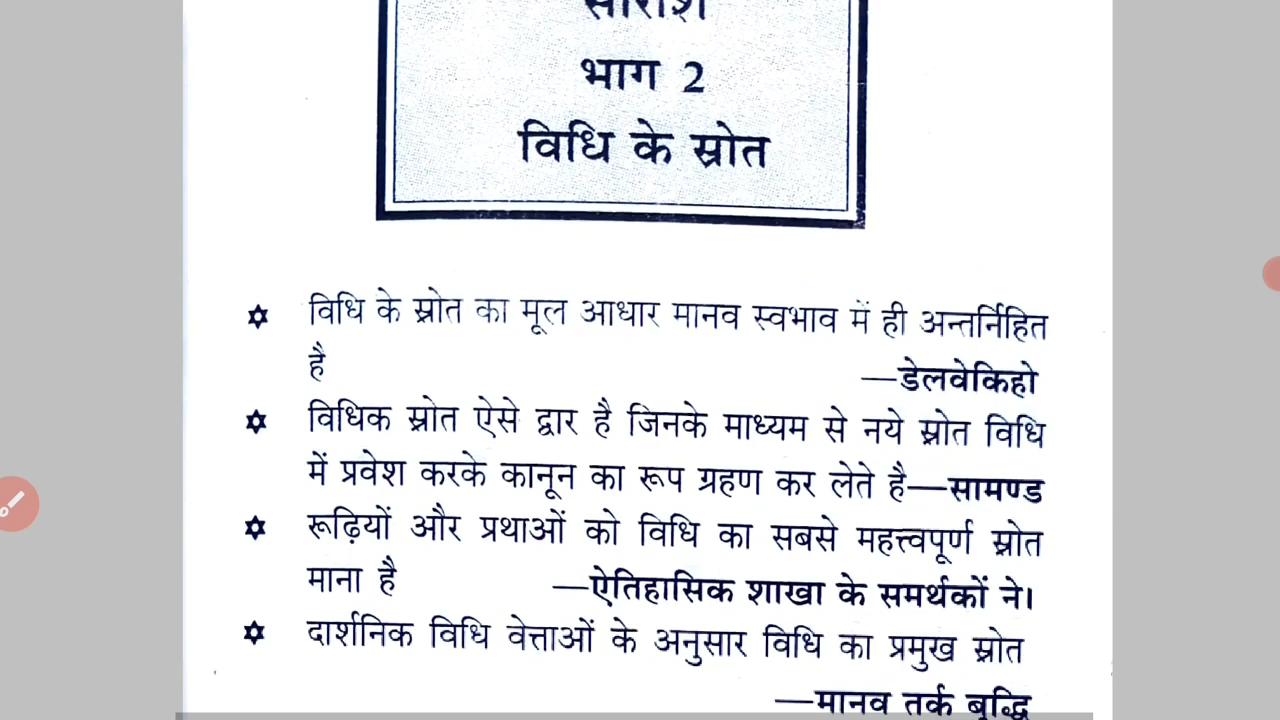 सारांश
भाग 2
विधि के स्रोत
विधि के स्रोत का मूल आधार मानव स्वभाव में ही अन्तर्निहित
है —डेलवेकिहो
विधिक स्रोत ऐसे द्वार है जिनके माध्यम से नये स्रोत विधि
में प्रवेश करके कानून का रूप ग्रहण कर लेते है—सामण्ड
रूढ़ियों और प्रथाओं को विधि का सबसे महत्त्वपूर्ण स्रोत
माना है —ऐतिहासिक शाखा के समर्थकों ने।
दार्शनिक विधि वेत्ताओं के अनुसार विधि का प्रमुख स्रोत
—मानव तर्क बुद्धि